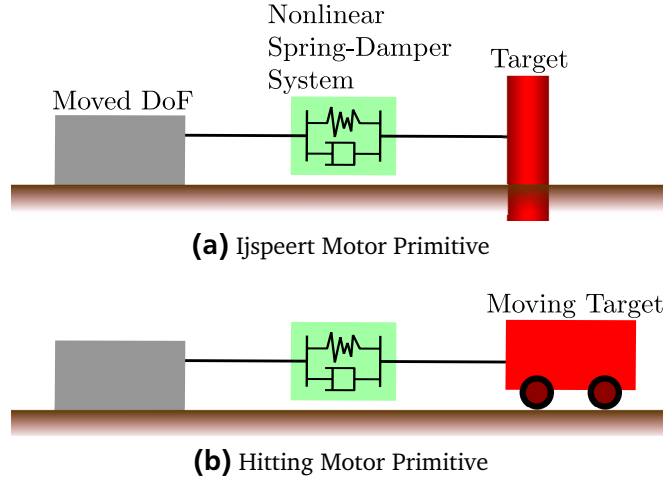 Nonlinear
Spring-Damper
System
Target
Moved DoF
(a) Ijspeert Motor Primitive
Moving Target
(b) Hitting Motor Primitive